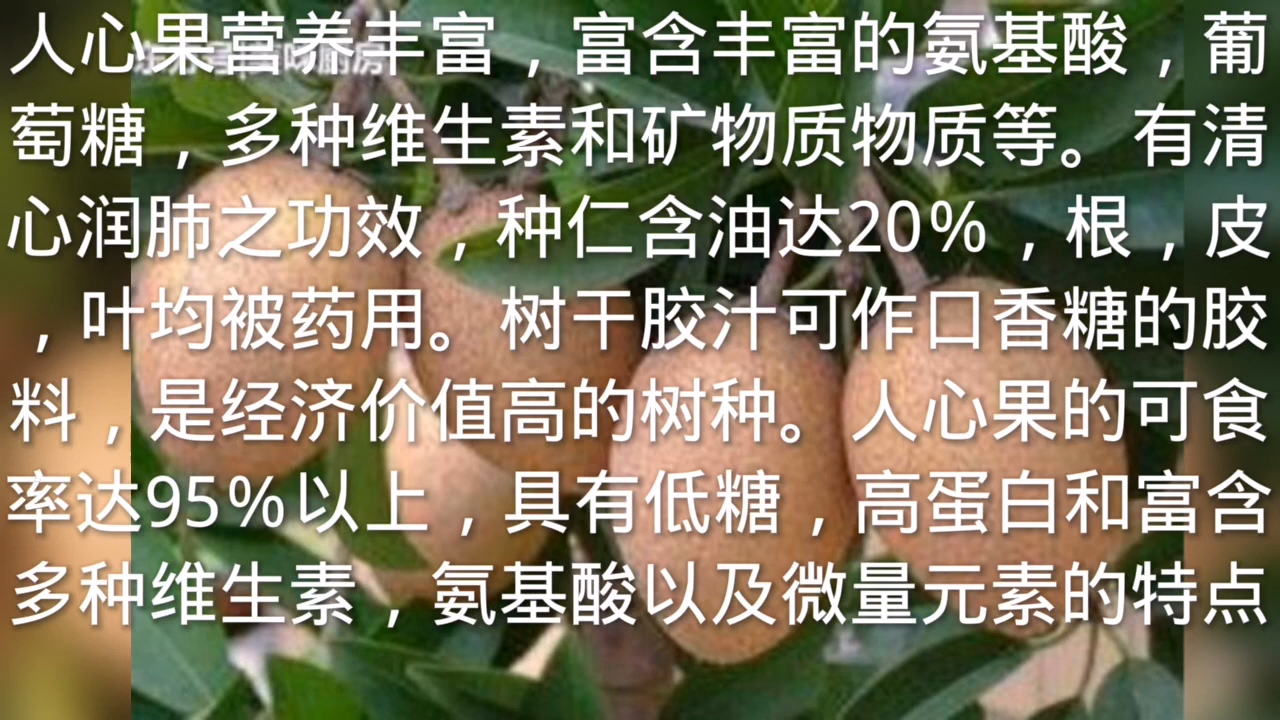 人心果营养丰富，富含丰富的氨基酸，葡
萄糖，多种维生素和矿物质物质等。有清
心润肺之功效，种仁含油达20%，根，皮
，叶均被药用。树干胶汁可作口香糖的胶
料，是经济价值高的树种。人心果的可食
率达95%以上，具有低糖，高蛋白和富含
多种维生素，氨基酸以及微量元素的特点